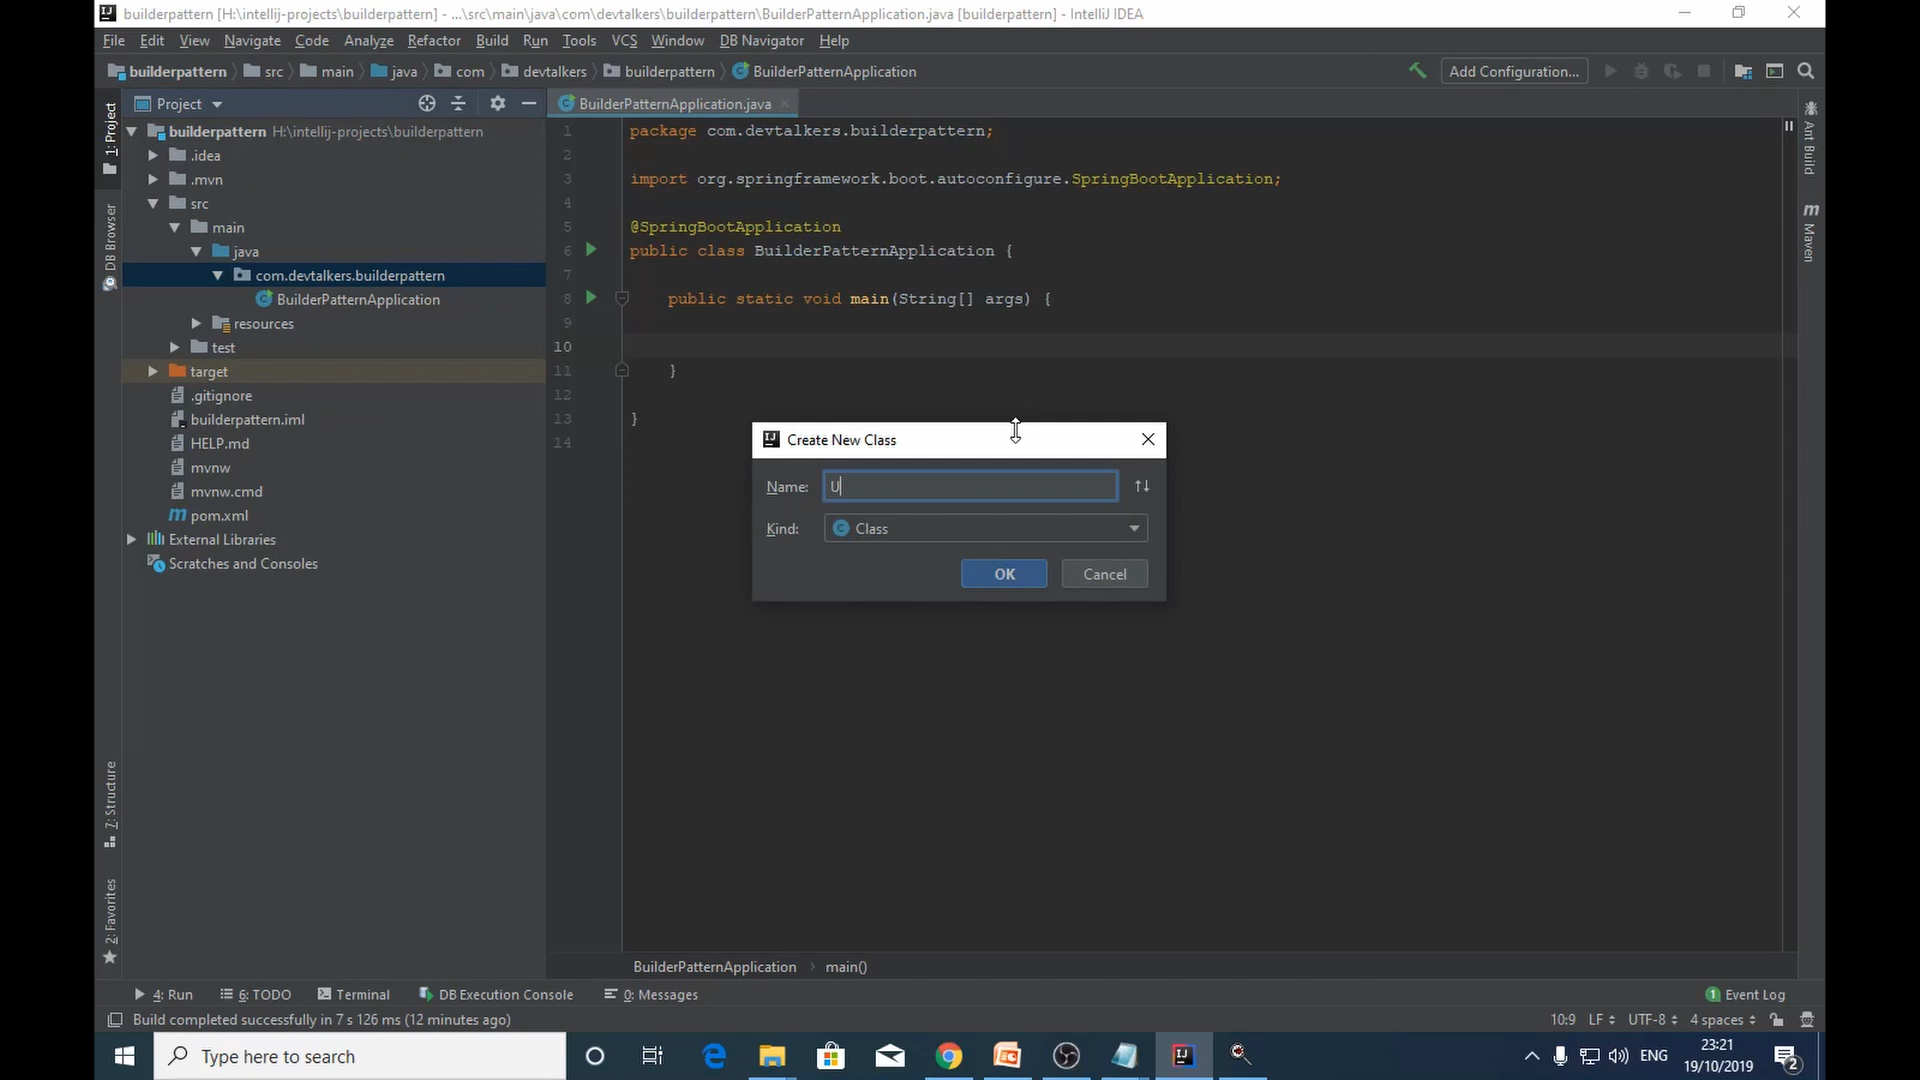 builderpattern [H:\intellij-projects\builderpattern] - ...\src\main\java\com\devtalkers\builderpattern\BuilderPatternApplication.java [builderpattern] - IntelliJ IDEA
File Edit View Navigate Code Analyze Refactor Build Run Tools VCS Window DB Navigator Help
builderpattern src main java com devtalkers builderpattern BuilderPatternApplication Add Configuration...
1: Project
DB Browser
7: Structure
2: Favorites
Project
builderpattern H:\intellij-projects\builderpattern
.idea
.mvn
src
main
java
com.devtalkers.builderpattern
BuilderPatternApplication
resources
test
target
.gitignore
builderpattern.iml
HELP.md
mvnw
mvnw.cmd
pom.xml
External Libraries
Scratches and Consoles
BuilderPatternApplication.java
1 package com.devtalkers.builderpattern;
2
3 import org.springframework.boot.autoconfigure.SpringBootApplication;
4
5 @SpringBootApplication
6 public class BuilderPatternApplication {
7
8 public static void main(String[] args) {
9
10
11 }
12
13 }
14
Create New Class
Name: U
Kind: Class
OK Cancel
Ant Build
Maven
BuilderPatternApplication main()
4: Run 6: TODO Terminal DB Execution Console 0: Messages 1 Event Log
Build completed successfully in 7 s 126 ms (12 minutes ago) 10:9 LF UTF-8 4 spaces
Type here to search ENG 23:21
19/10/2019 2